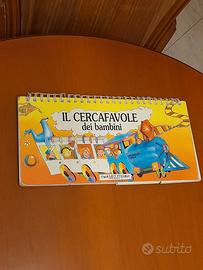 IL CERCAFAVOLE
dei bambini
subito